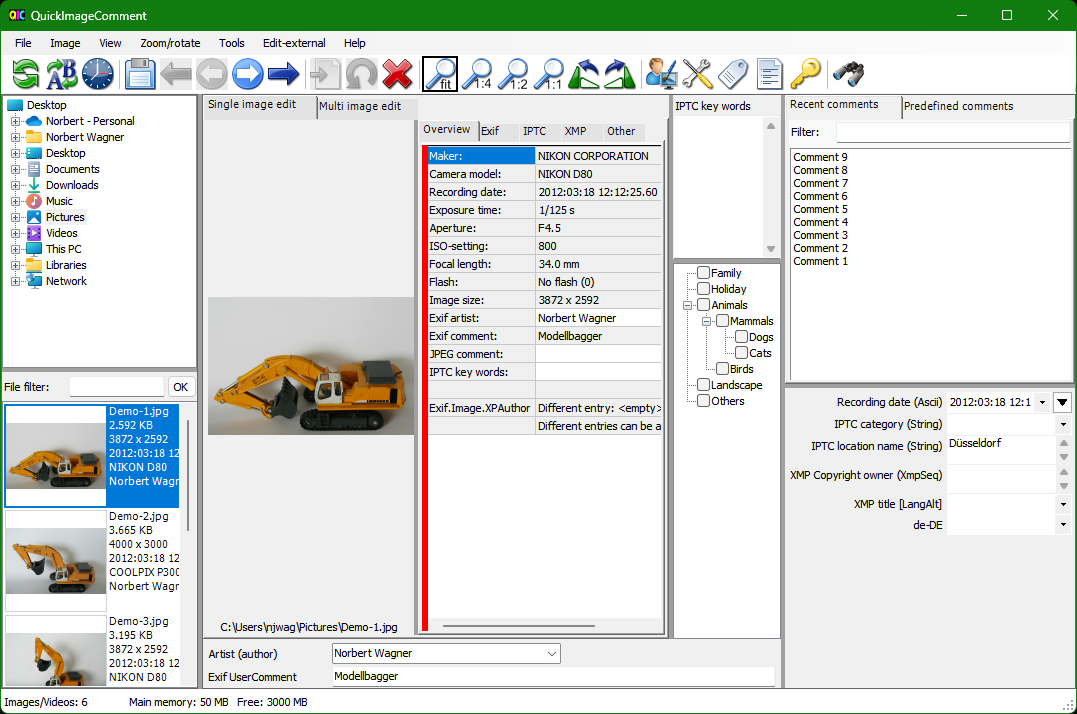 QuickImageComment
File Image View Zoom/rotate Tools Edit-external Help
fit 1:4 1:2 1:1
Desktop
Norbert - Personal
Norbert Wagner
Desktop
Documents
Downloads
Music
Pictures
Videos
This PC
Libraries
Network
File filter: OK
Demo-1.jpg
2.592 KB
3872 x 2592
2012:03:18 12
NIKON D80
Norbert Wagr
Demo-2.jpg
3.665 KB
4000 x 3000
2012:03:18 12
COOLPIX P300
Norbert Wagr
Demo-3.jpg
3.195 KB
3872 x 2592
2012:03:18 12
NIKON D80
Single image edit Multi image edit
Overview Exif IPTC XMP Other
Maker: NIKON CORPORATION
Camera model: NIKON D80
Recording date: 2012:03:18 12:12:25.60
Exposure time: 1/125 s
Aperture: F4.5
ISO-setting: 800
Focal length: 34.0 mm
Flash: No flash (0)
Image size: 3872 x 2592
Exif artist: Norbert Wagner
Exif comment: Modellbagger
JPEG comment:
IPTC key words:
Exif.Image.XPAuthor Different entry: <empty>
Different entries can be a
C:\Users\njwag\Pictures\Demo-1.jpg
Artist (author) Norbert Wagner
Exif UserComment Modellbagger
IPTC key words
Family
Holiday
Animals
Mammals
Dogs
Cats
Birds
Landscape
Others
Recent comments Predefined comments
Filter:
Comment 9
Comment 8
Comment 7
Comment 6
Comment 5
Comment 4
Comment 3
Comment 2
Comment 1
Recording date (Ascii) 2012:03:18 12:1
IPTC category (String)
IPTC location name (String) Düsseldorf
XMP Copyright owner (XmpSeq)
XMP title [LangAlt]
de-DE
Images/Videos: 6 Main memory: 50 MB Free: 3000 MB